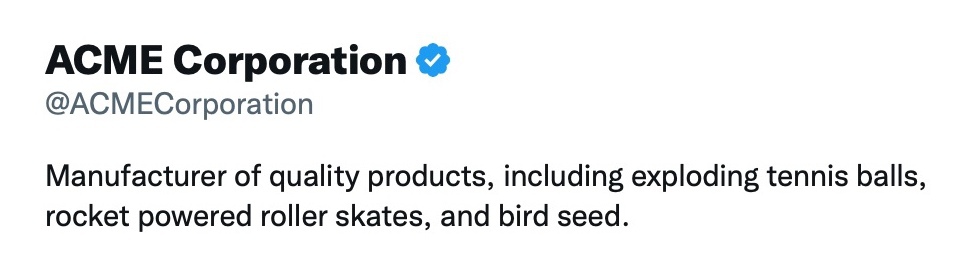 ACME Corporation
@ACMECorporation
Manufacturer of quality products, including exploding tennis balls,
rocket powered roller skates, and bird seed.